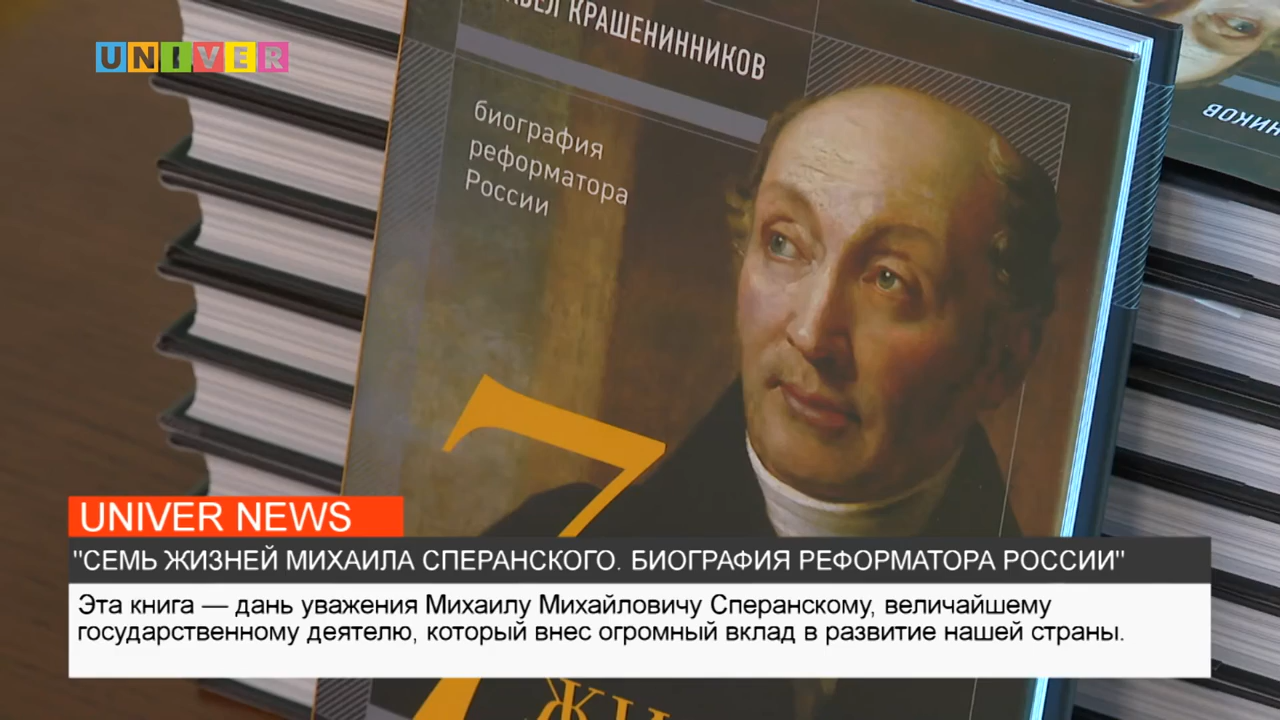 UNIVER
КРАШЕНИННИКОВ
биография
реформатора
России
7
UNIVER NEWS
"СЕМЬ ЖИЗНЕЙ МИХАИЛА СПЕРАНСКОГО. БИОГРАФИЯ РЕФОРМАТОРА РОССИИ"
Эта книга — дань уважения Михаилу Михайловичу Сперанскому, величайшему
государственному деятелю, который внес огромный вклад в развитие нашей страны.